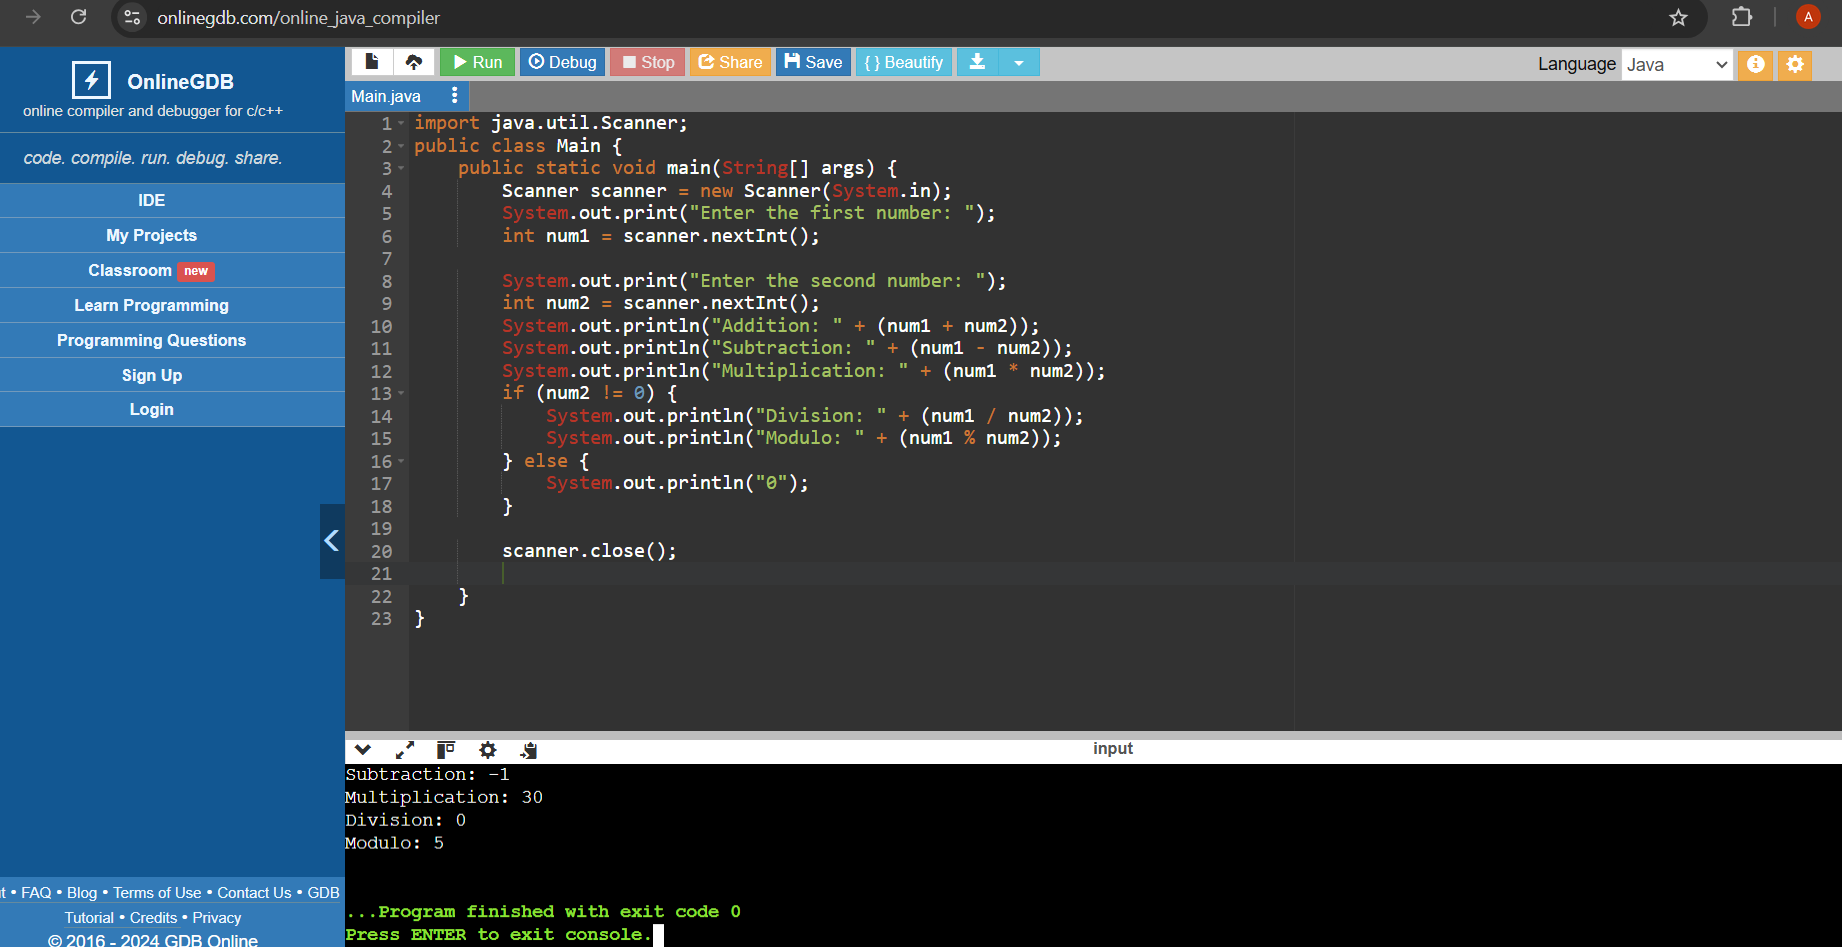 onlinegdb.com/online_java_compiler
A
OnlineGDB
online compiler and debugger for c/c++
code. compile. run. debug. share.
IDE
My Projects
Classroom new
Learn Programming
Programming Questions
Sign Up
Login
t • FAQ • Blog • Terms of Use • Contact Us • GDB
Tutorial • Credits • Privacy
© 2016 - 2024 GDB Online
Run Debug Stop Share Save { } Beautify
Language Java
Main.java
1 import java.util.Scanner;
2 public class Main {
3     public static void main(String[] args) {
4         Scanner scanner = new Scanner(System.in);
5         System.out.print("Enter the first number: ");
6         int num1 = scanner.nextInt();
7
8         System.out.print("Enter the second number: ");
9         int num2 = scanner.nextInt();
10         System.out.println("Addition: " + (num1 + num2));
11         System.out.println("Subtraction: " + (num1 - num2));
12         System.out.println("Multiplication: " + (num1 * num2));
13         if (num2 != 0) {
14             System.out.println("Division: " + (num1 / num2));
15             System.out.println("Modulo: " + (num1 % num2));
16         } else {
17             System.out.println("0");
18         }
19
20         scanner.close();
21
22     }
23 }
input
Subtraction: -1
Multiplication: 30
Division: 0
Modulo: 5
...Program finished with exit code 0
Press ENTER to exit console.